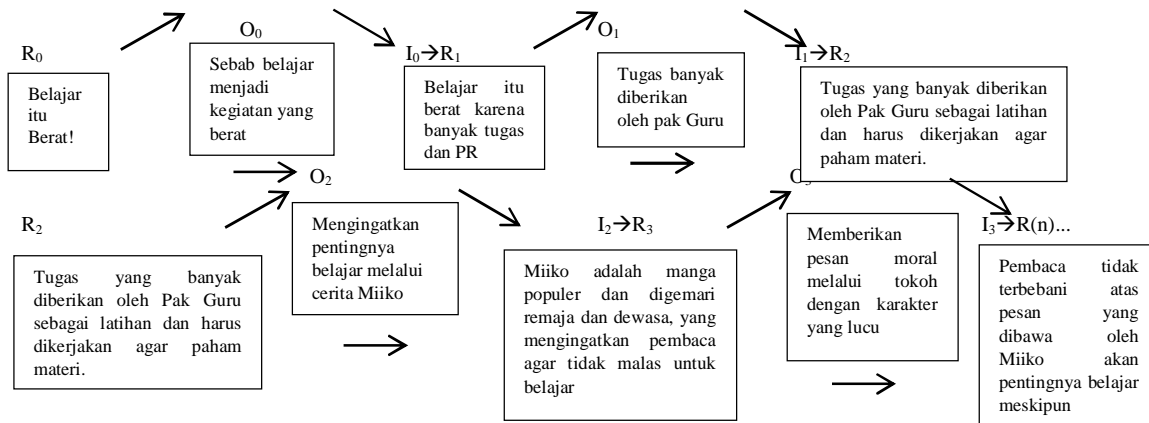 R0
Belajar
itu
Berat!
O0
Sebab belajar
menjadi
kegiatan yang
berat
I0→R1
Belajar itu
berat karena
banyak tugas
dan PR
O1
Tugas banyak
diberikan
oleh pak Guru
I1→R2
Tugas yang banyak diberikan
oleh Pak Guru sebagai latihan
dan harus dikerjakan agar
paham materi.
R2
Tugas yang banyak
diberikan oleh Pak Guru
sebagai latihan dan harus
dikerjakan agar paham
materi.
O2
Mengingatkan
pentingnya
belajar melalui
cerita Miiko
I2→R3
Miiko adalah manga
populer dan digemari
remaja dan dewasa, yang
mengingatkan pembaca
agar tidak malas untuk
belajar
O3
Memberikan
pesan moral
melalui tokoh
dengan karakter
yang lucu
I3→R(n)...
Pembaca tidak
terbebani atas
pesan yang
dibawa oleh
Miiko akan
pentingnya belajar
meskipun